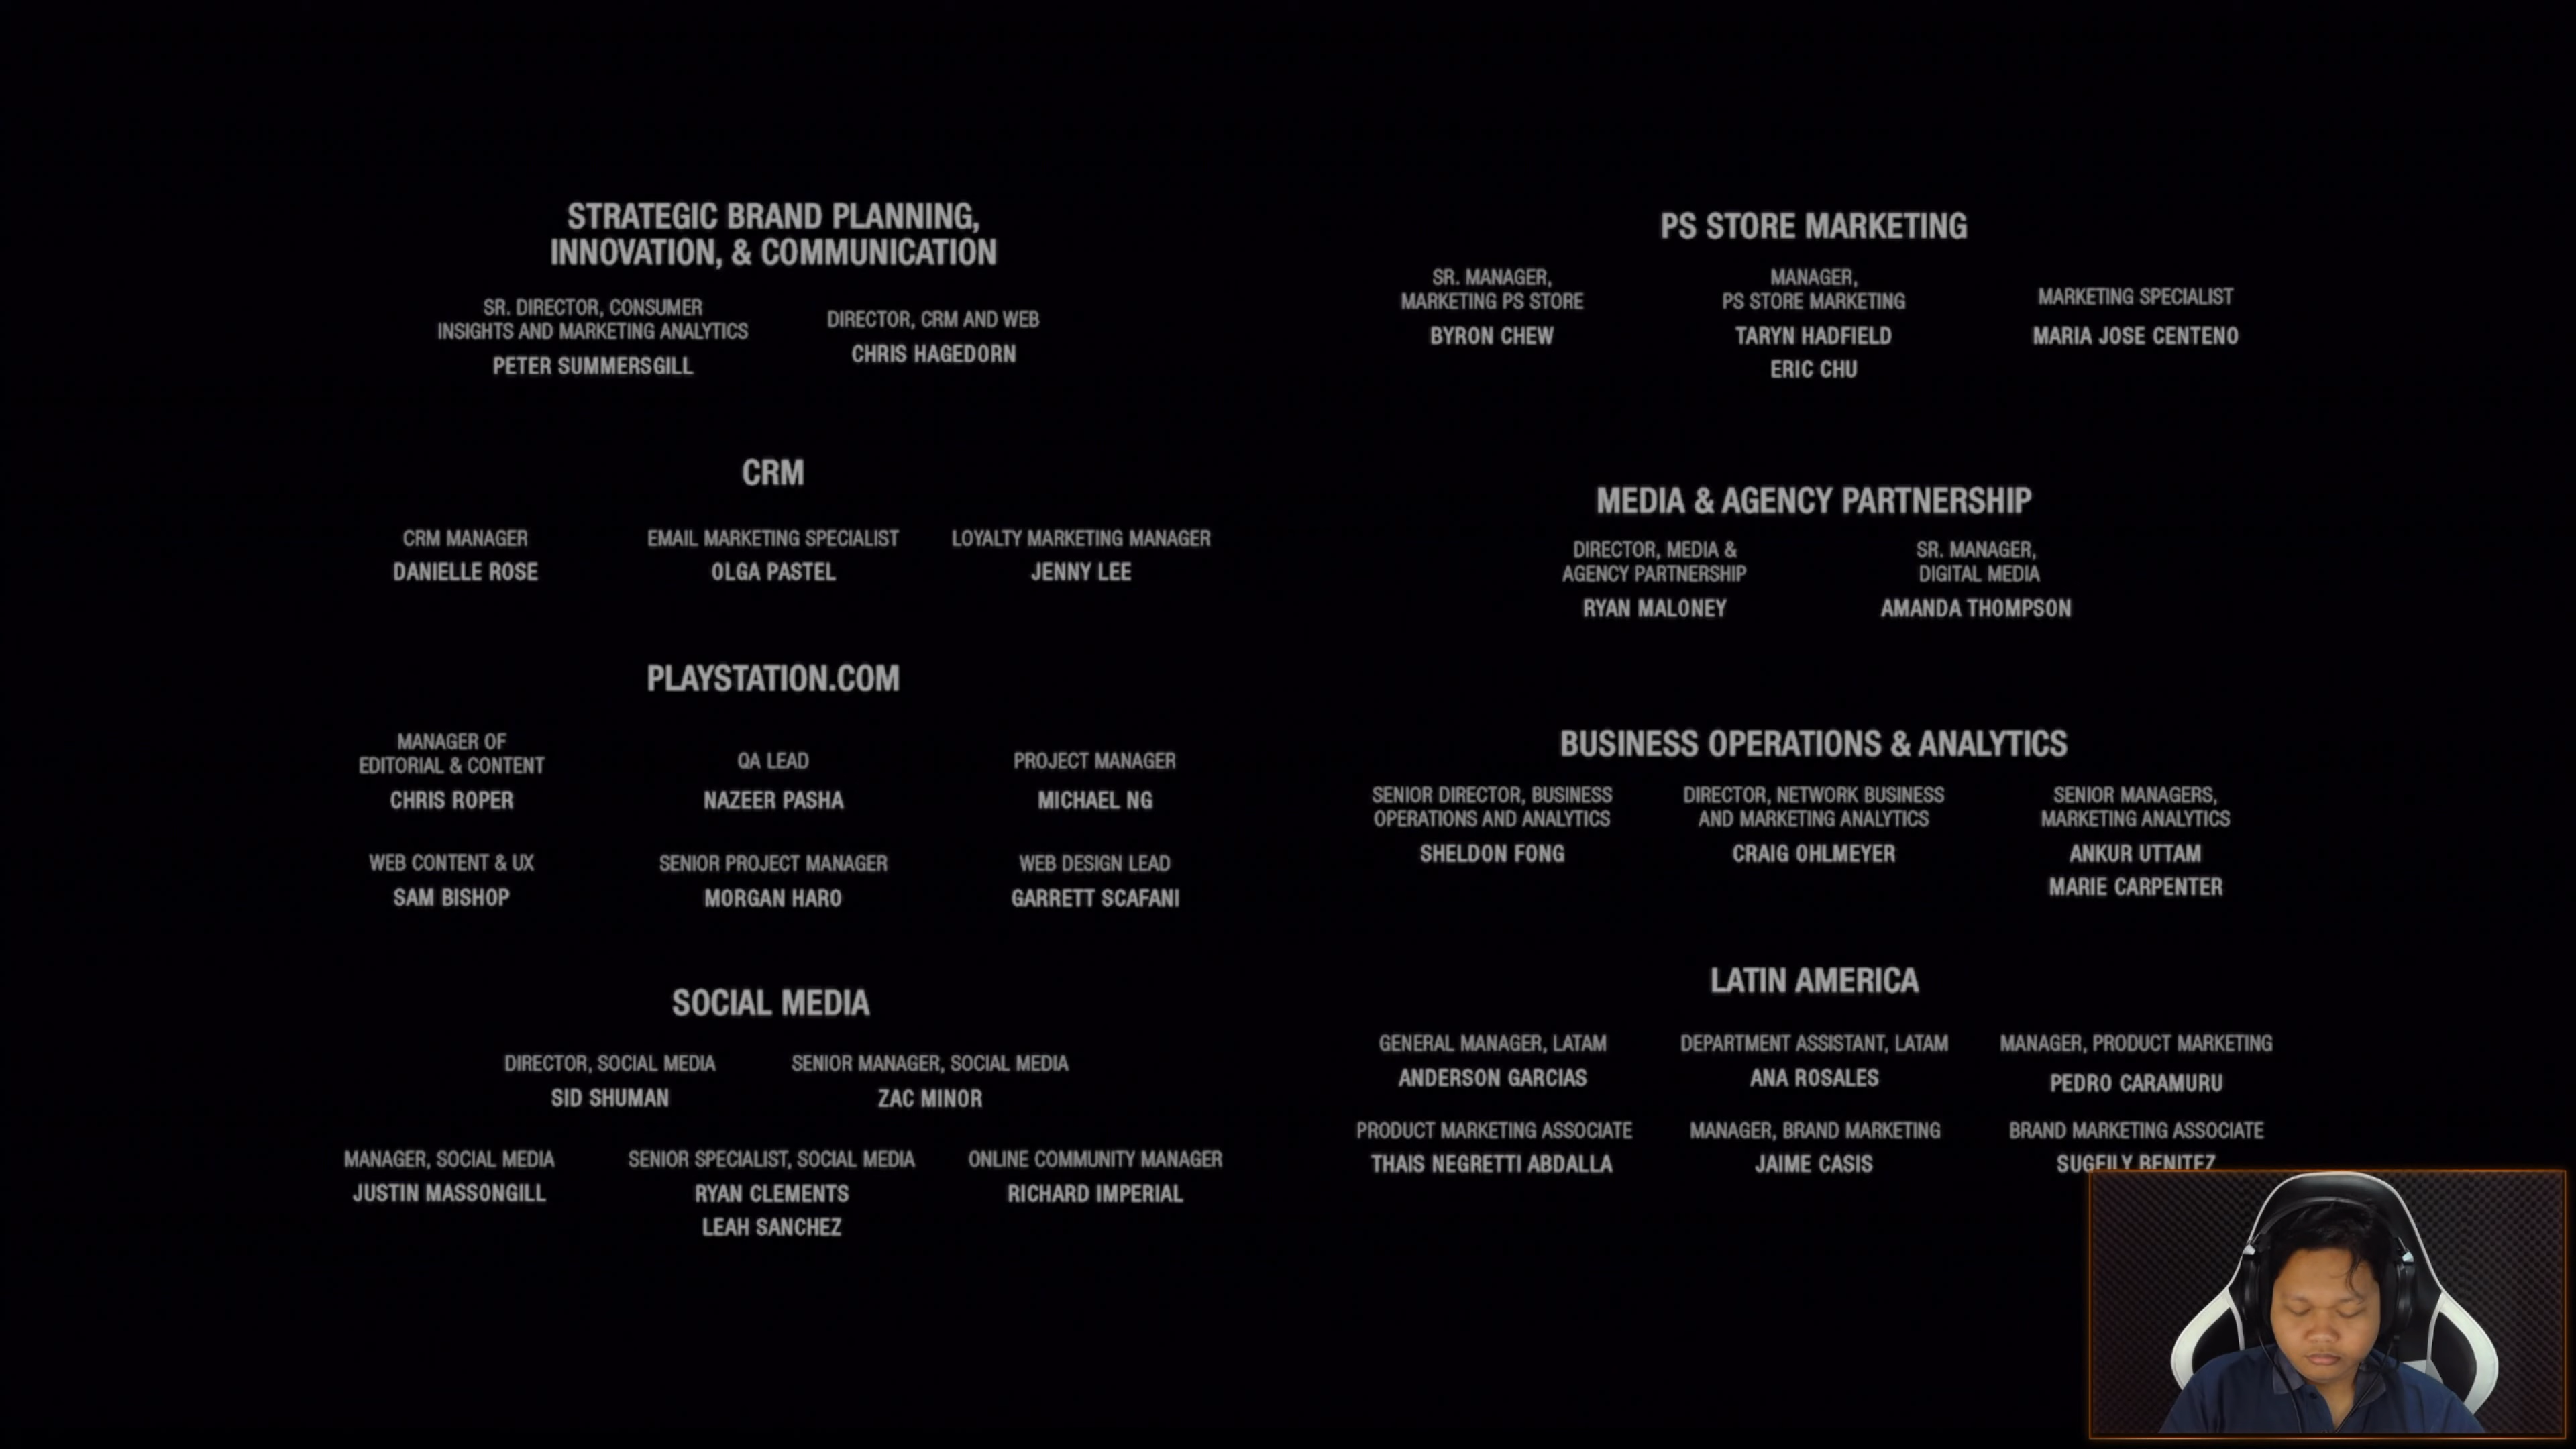 STRATEGIC BRAND PLANNING,
INNOVATION, & COMMUNICATION
SR. DIRECTOR, CONSUMER
INSIGHTS AND MARKETING ANALYTICS
PETER SUMMERSGILL
DIRECTOR, CRM AND WEB
CHRIS HAGEDORN
CRM
CRM MANAGER
DANIELLE ROSE
EMAIL MARKETING SPECIALIST
OLGA PASTEL
LOYALTY MARKETING MANAGER
JENNY LEE
PLAYSTATION.COM
MANAGER OF
EDITORIAL & CONTENT
CHRIS ROPER
QA LEAD
NAZEER PASHA
PROJECT MANAGER
MICHAEL NG
WEB CONTENT & UX
SAM BISHOP
SENIOR PROJECT MANAGER
MORGAN HARO
WEB DESIGN LEAD
GARRETT SCAFANI
SOCIAL MEDIA
DIRECTOR, SOCIAL MEDIA
SID SHUMAN
SENIOR MANAGER, SOCIAL MEDIA
ZAC MINOR
MANAGER, SOCIAL MEDIA
JUSTIN MASSONGILL
SENIOR SPECIALIST, SOCIAL MEDIA
RYAN CLEMENTS
LEAH SANCHEZ
ONLINE COMMUNITY MANAGER
RICHARD IMPERIAL
PS STORE MARKETING
SR. MANAGER,
MARKETING PS STORE
BYRON CHEW
MANAGER,
PS STORE MARKETING
TARYN HADFIELD
ERIC CHU
MARKETING SPECIALIST
MARIA JOSE CENTENO
MEDIA & AGENCY PARTNERSHIP
DIRECTOR, MEDIA &
AGENCY PARTNERSHIP
RYAN MALONEY
SR. MANAGER,
DIGITAL MEDIA
AMANDA THOMPSON
BUSINESS OPERATIONS & ANALYTICS
SENIOR DIRECTOR, BUSINESS
OPERATIONS AND ANALYTICS
SHELDON FONG
DIRECTOR, NETWORK BUSINESS
AND MARKETING ANALYTICS
CRAIG OHLMEYER
SENIOR MANAGERS,
MARKETING ANALYTICS
ANKUR UTTAM
MARIE CARPENTER
LATIN AMERICA
GENERAL MANAGER, LATAM
ANDERSON GARCIAS
DEPARTMENT ASSISTANT, LATAM
ANA ROSALES
MANAGER, PRODUCT MARKETING
PEDRO CARAMURU
PRODUCT MARKETING ASSOCIATE
THAIS NEGRETTI ABDALLA
MANAGER, BRAND MARKETING
JAIME CASIS
BRAND MARKETING ASSOCIATE
SUGEILY BENITEZ